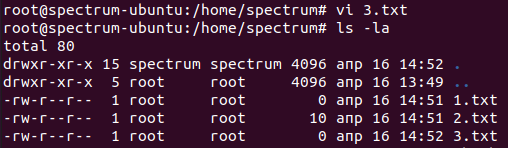 root@spectrum-ubuntu:/home/spectrum# vi 3.txt
root@spectrum-ubuntu:/home/spectrum# ls -la
total 80
drwxr-xr-x 15 spectrum spectrum 4096 апр 16 14:52 .
drwxr-xr-x  5 root     root     4096 апр 16 13:49 ..
-rw-r--r--  1 root     root        0 апр 16 14:51 1.txt
-rw-r--r--  1 root     root       10 апр 16 14:51 2.txt
-rw-r--r--  1 root     root        0 апр 16 14:52 3.txt